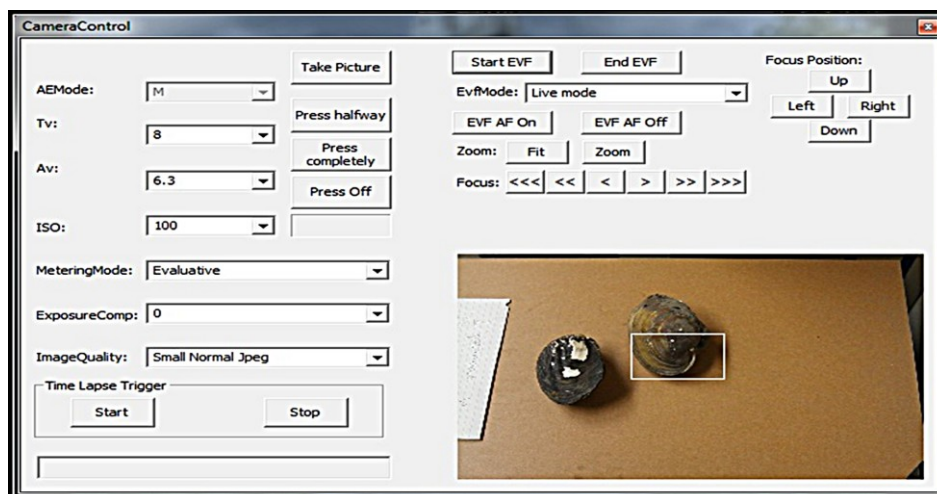 CameraControl
AEMode: M
Tv: 8
Av: 6.3
ISO: 100
Take Picture
Press halfway
Press
completely
Press Off
MeteringMode: Evaluative
ExposureComp: 0
ImageQuality: Small Normal Jpeg
Time Lapse Trigger
Start Stop
Start EVF End EVF
EvfMode: Live mode
EVF AF On EVF AF Off
Zoom: Fit Zoom
Focus: <<< << < > >> >>>
Focus Position:
Up
Left Right
Down